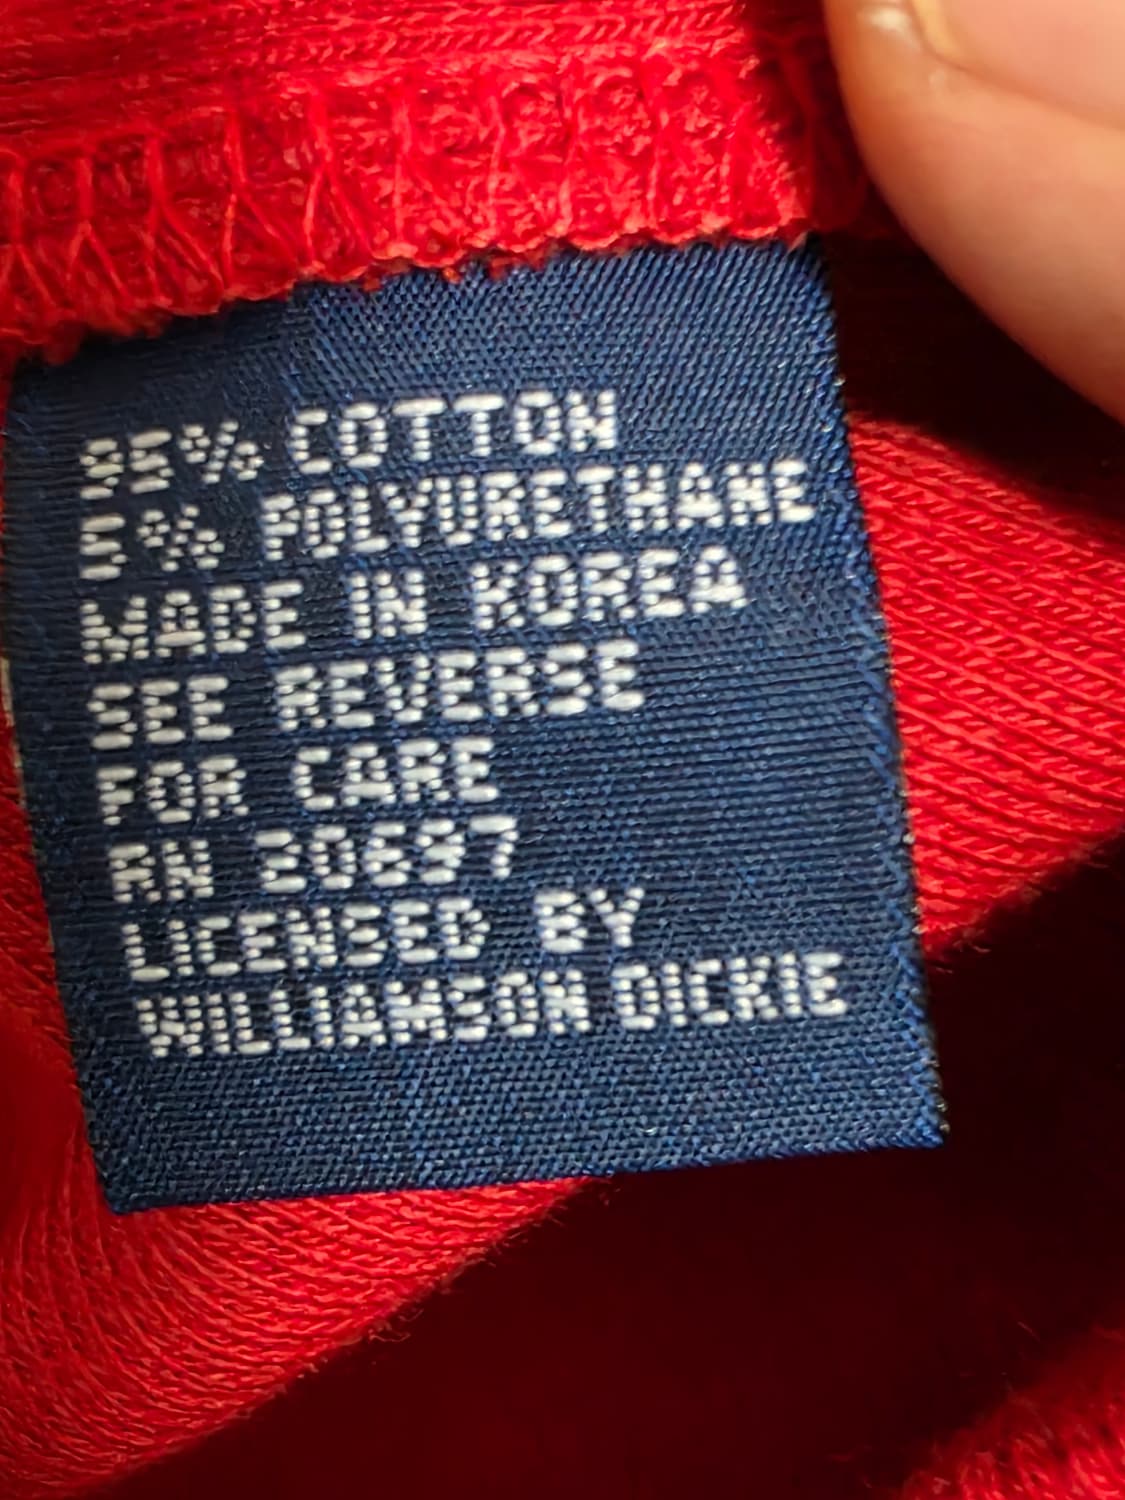 95% COTTON
5% POLYURETHANE
MADE IN KOREA
SEE REVERSE
FOR CARE
RN 20697
LICENSED BY
WILLIAMSON DICKIE